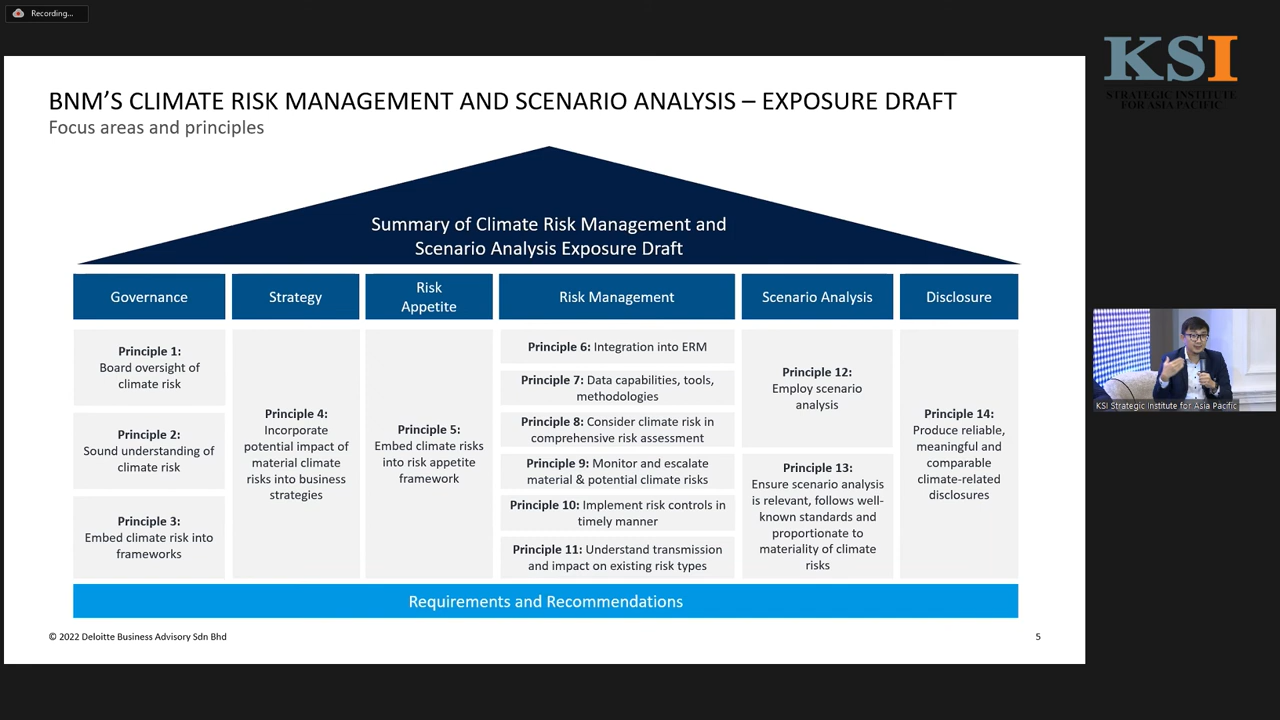 Recording...
KSI
STRATEGIC INSTITUTE
FOR ASIA PACIFIC
BNM'S CLIMATE RISK MANAGEMENT AND SCENARIO ANALYSIS – EXPOSURE DRAFT
Focus areas and principles
Summary of Climate Risk Management and
Scenario Analysis Exposure Draft
Governance
Principle 1:
Board oversight of
climate risk
Principle 2:
Sound understanding of
climate risk
Principle 3:
Embed climate risk into
frameworks
Strategy
Principle 4:
Incorporate
potential impact of
material climate
risks into business
strategies
Risk
Appetite
Principle 5:
Embed climate risks
into risk appetite
framework
Risk Management
Principle 6: Integration into ERM
Principle 7: Data capabilities, tools,
methodologies
Principle 8: Consider climate risk in
comprehensive risk assessment
Principle 9: Monitor and escalate
material & potential climate risks
Principle 10: Implement risk controls in
timely manner
Principle 11: Understand transmission
and impact on existing risk types
Scenario Analysis
Principle 12:
Employ scenario
analysis
Principle 13:
Ensure scenario analysis
is relevant, follows well-
known standards and
proportionate to
materiality of climate
risks
Disclosure
Principle 14:
Produce reliable,
meaningful and
comparable
climate-related
disclosures
Requirements and Recommendations
© 2022 Deloitte Business Advisory Sdn Bhd
5
KSI Strategic Institute for Asia Pacific